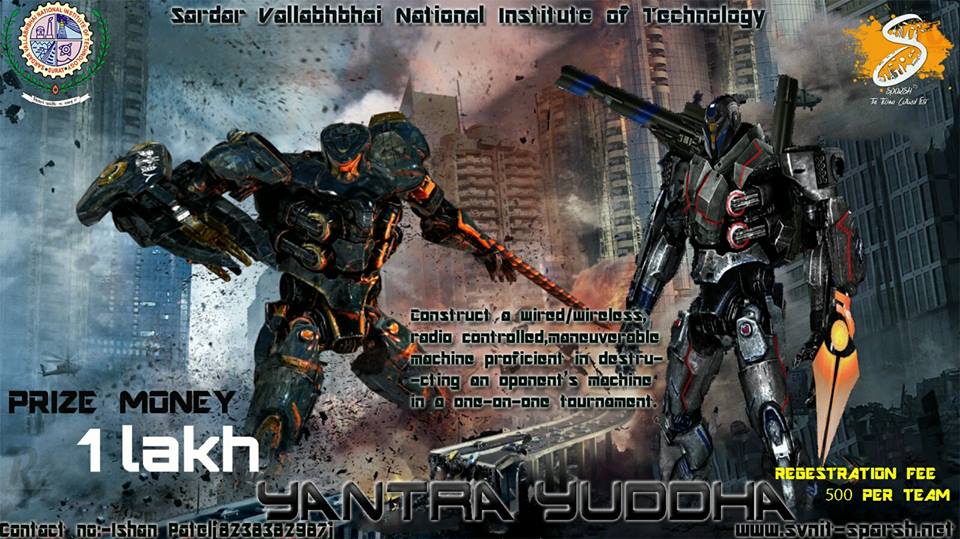 Sardar Vallabhbhai National Institute of Technology
SPARSH
Construct a wired/wireless,
radio controlled,maneuverable
machine proficient in destru-
-cting an oponent's machine
in a one-on-one tournament.
PRIZE MONEY
1 lakh
REGESTRATION FEE
500 PER TEAM
YANTRA YUDDHA
Contact no:-Ishan Patel[8238382987]
www.svnit-sparsh.net